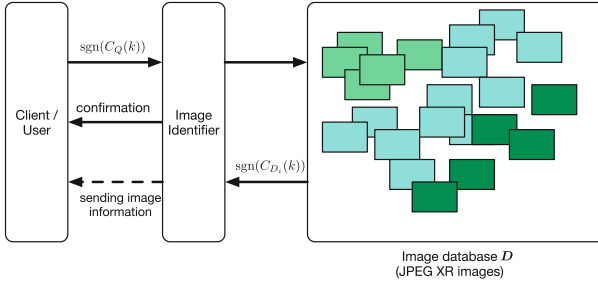 sgn(C_Q(k))
confirmation
Client /
User
Image
Identifier
sgn(C_{D_i}(k))
sending image
information
Image database D
(JPEG XR images)